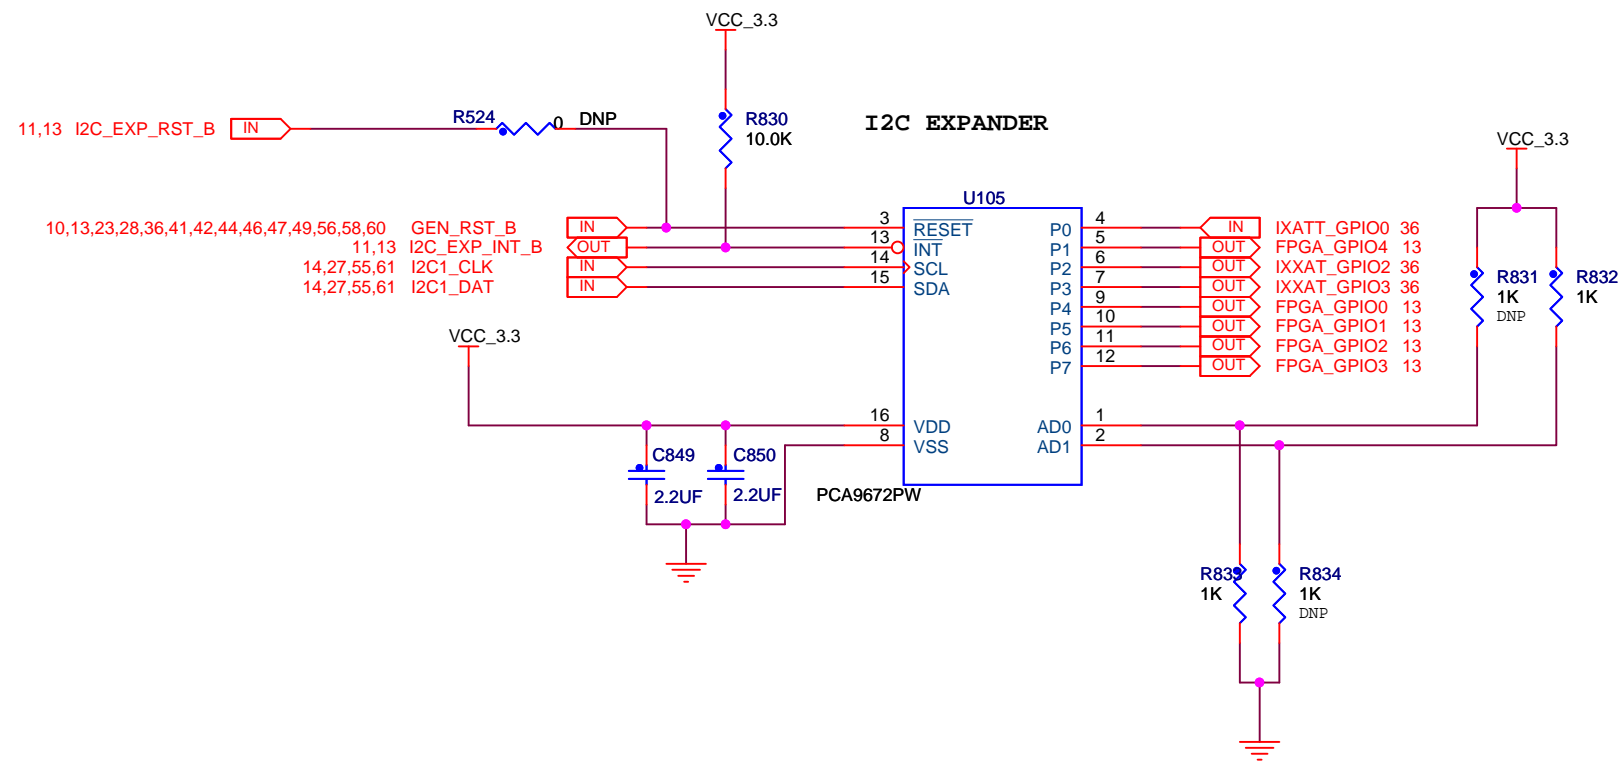 VCC_3.3
11,13 I2C_EXP_RST_B IN
R524 0 DNP
R830
10.0K
I2C EXPANDER
VCC_3.3
U105
10,13,23,28,36,41,42,44,46,47,49,56,58,60 GEN_RST_B IN 3 RESET P0 4 IN IXATT_GPIO0 36
11,13 I2C_EXP_INT_B OUT 13 INT P1 5 OUT FPGA_GPIO4 13
14,27,55,61 I2C1_CLK IN 14 SCL P2 6 OUT IXXAT_GPIO2 36
14,27,55,61 I2C1_DAT IN 15 SDA P3 7 OUT IXXAT_GPIO3 36
P4 9 OUT FPGA_GPIO0 13
P5 10 OUT FPGA_GPIO1 13
P6 11 OUT FPGA_GPIO2 13
P7 12 OUT FPGA_GPIO3 13
R831
1K
DNP
R832
1K
VCC_3.3
16 VDD AD0 1
8 VSS AD1 2
C849
2.2UF
C850
2.2UF
PCA9672PW
R833
1K
R834
1K
DNP